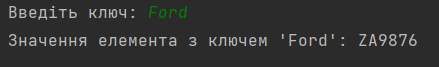 Введіть ключ: Ford
Значення елемента з ключем 'Ford': ZA9876